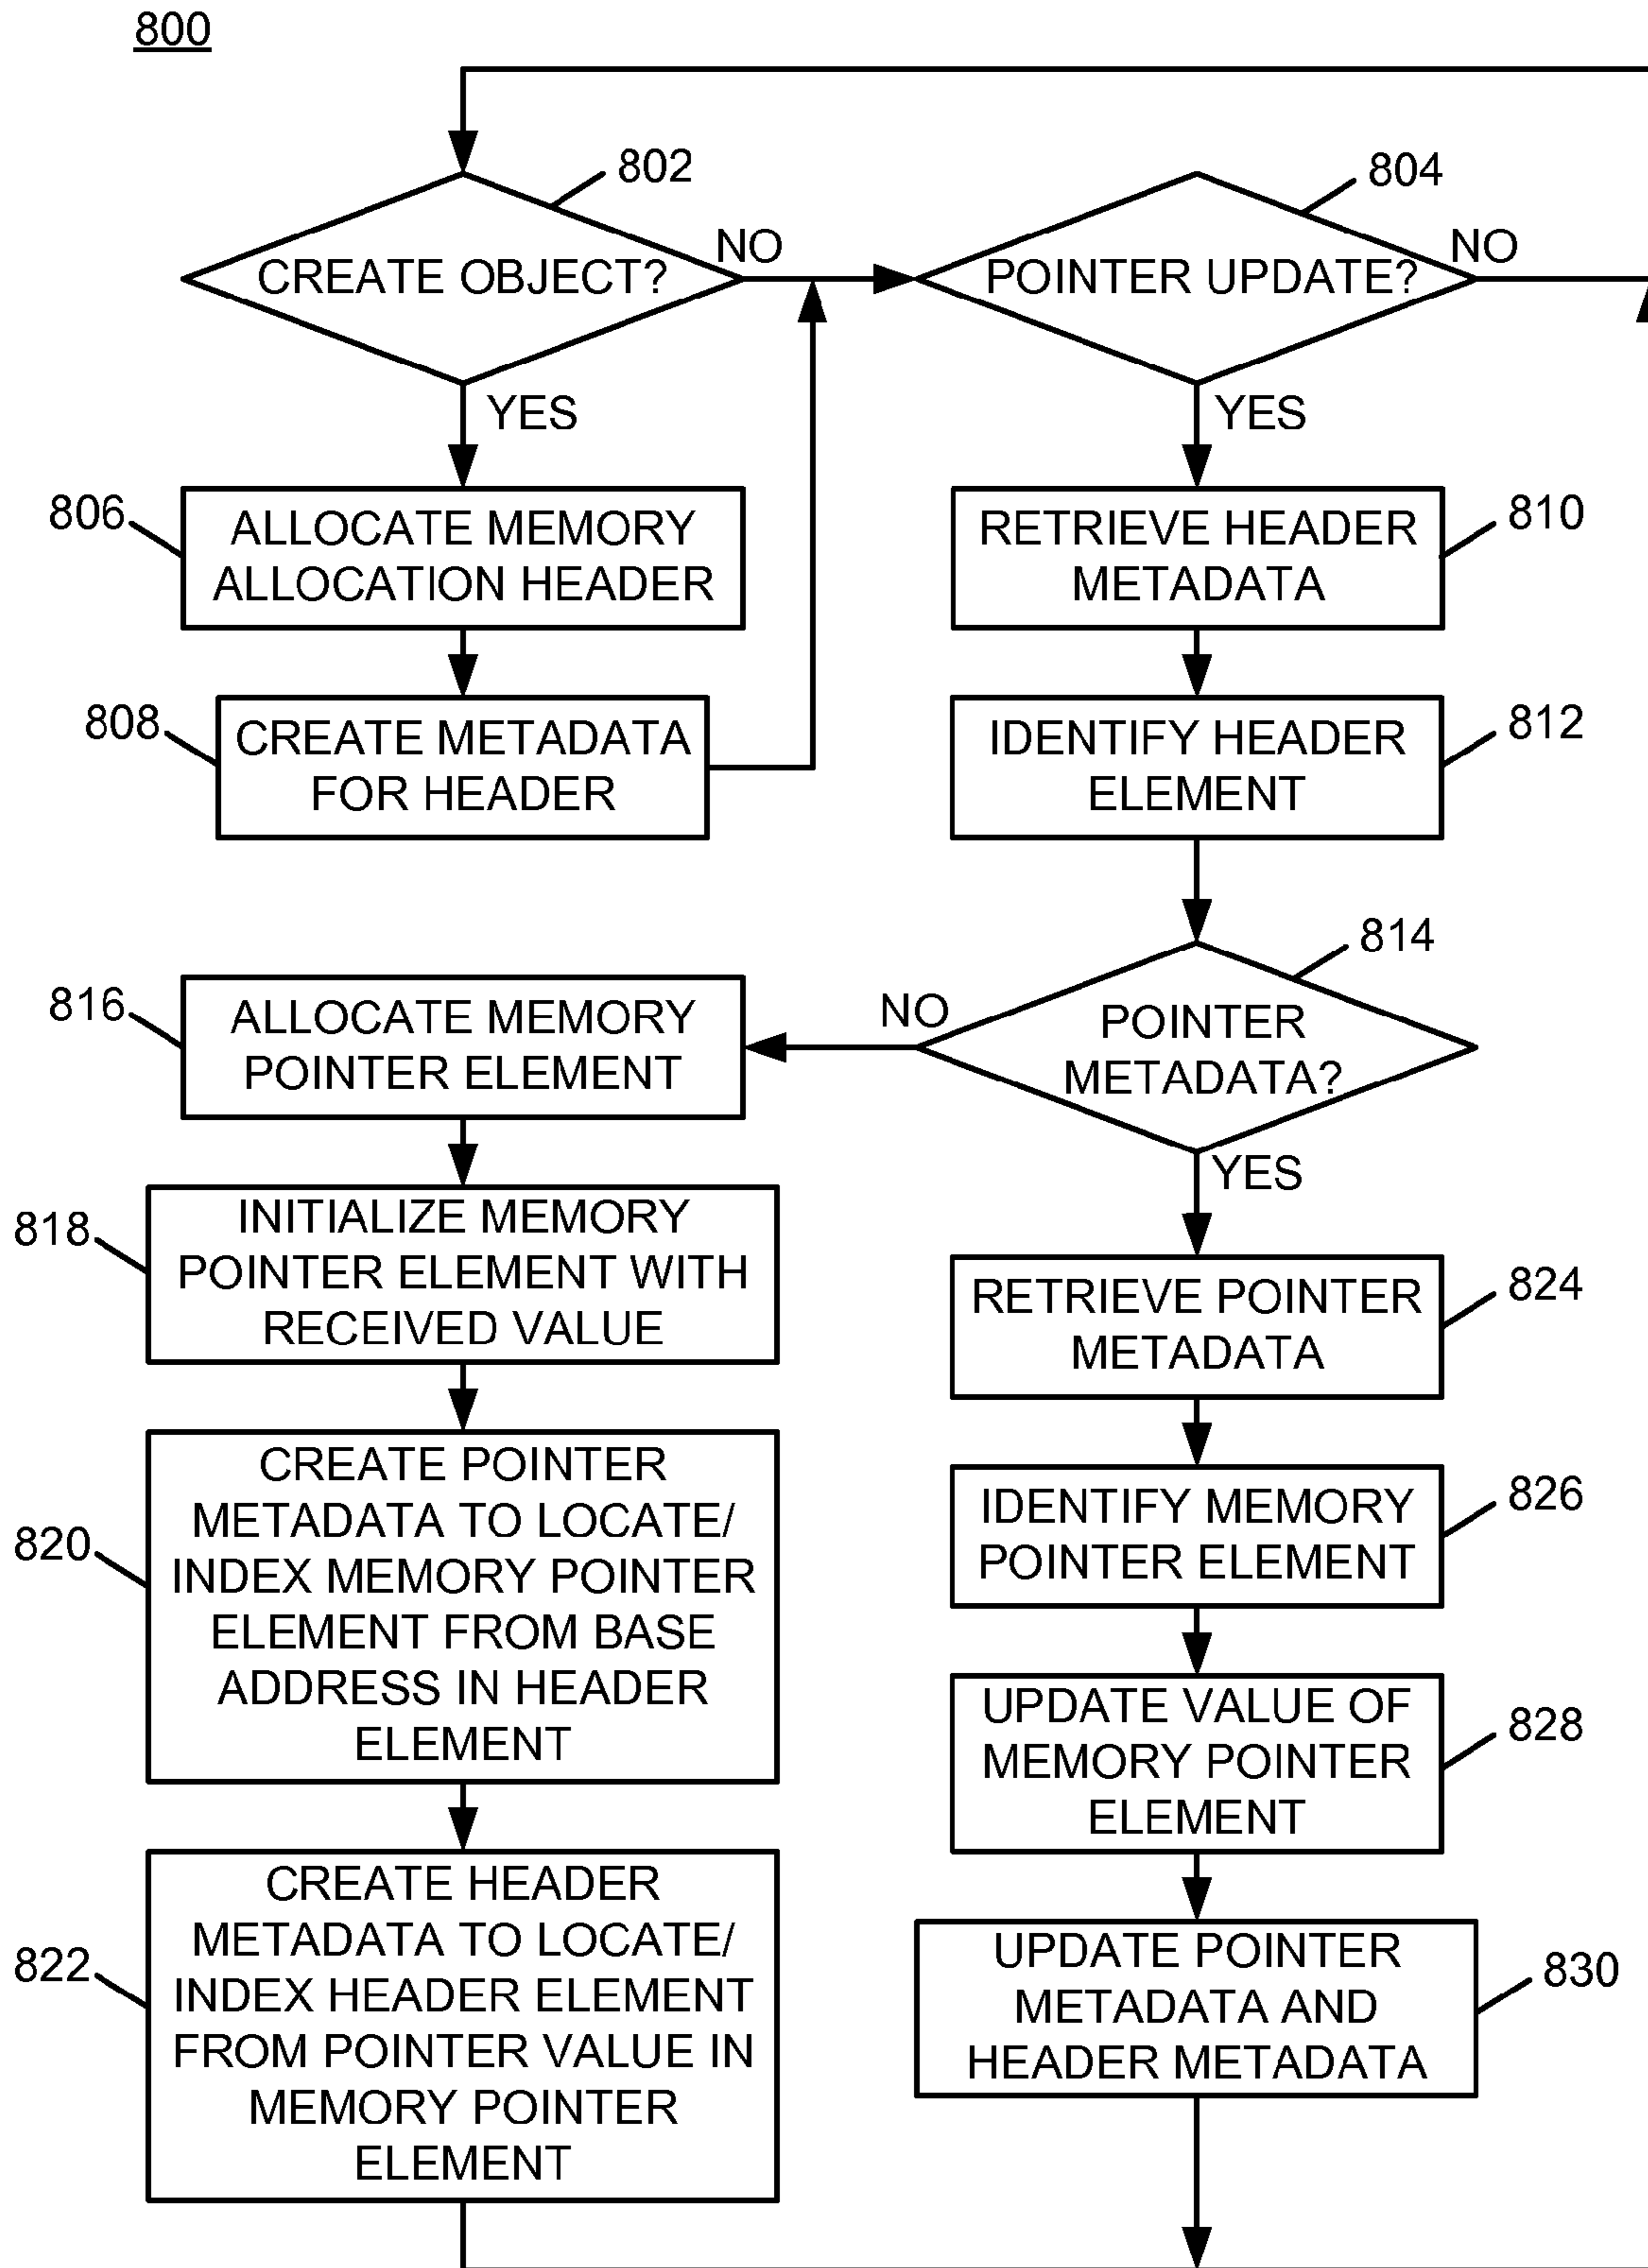 800
802
CREATE OBJECT?
NO
YES
804
POINTER UPDATE?
NO
YES
806
ALLOCATE MEMORY
ALLOCATION HEADER
808
CREATE METADATA
FOR HEADER
810
RETRIEVE HEADER
METADATA
812
IDENTIFY HEADER
ELEMENT
814
POINTER
METADATA?
NO
YES
816
ALLOCATE MEMORY
POINTER ELEMENT
818
INITIALIZE MEMORY
POINTER ELEMENT WITH
RECEIVED VALUE
820
CREATE POINTER
METADATA TO LOCATE/
INDEX MEMORY POINTER
ELEMENT FROM BASE
ADDRESS IN HEADER
ELEMENT
822
CREATE HEADER
METADATA TO LOCATE/
INDEX HEADER ELEMENT
FROM POINTER VALUE IN
MEMORY POINTER
ELEMENT
824
RETRIEVE POINTER
METADATA
826
IDENTIFY MEMORY
POINTER ELEMENT
828
UPDATE VALUE OF
MEMORY POINTER
ELEMENT
830
UPDATE POINTER
METADATA AND
HEADER METADATA